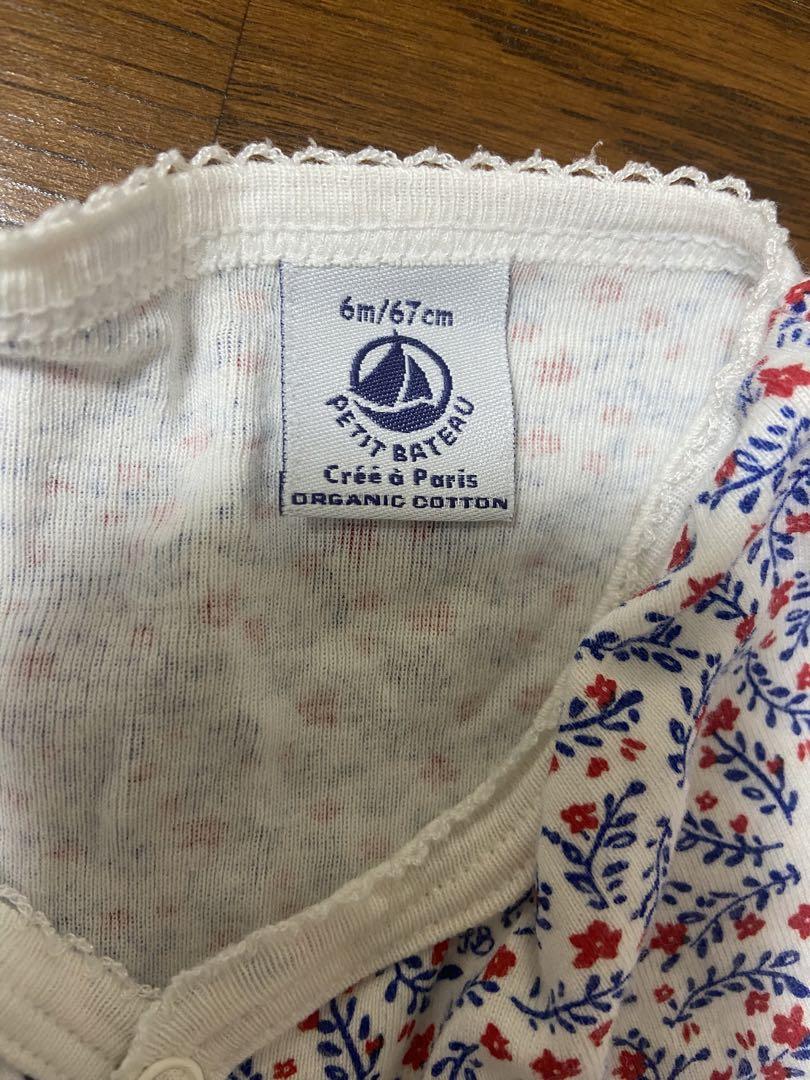 6m/67cm
PETIT BATEAU
Créé à Paris
ORGANIC COTTON